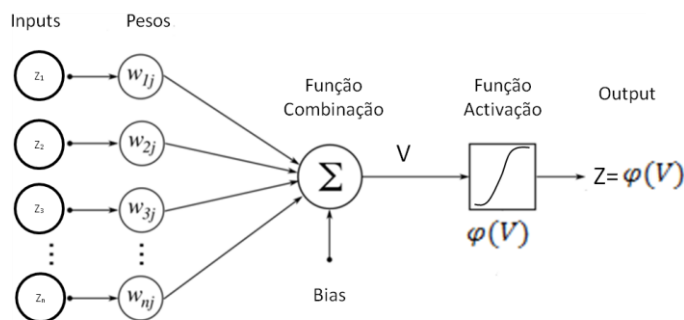 Inputs
Pesos
Z₁
w₁ⱼ
Z₂
w₂ⱼ
Z₃
w₃ⱼ
⋮
⋮
Zₙ
wₙⱼ
Função
Combinação
Σ
Bias
V
Função
Activação
φ(V)
Output
Z= φ(V)